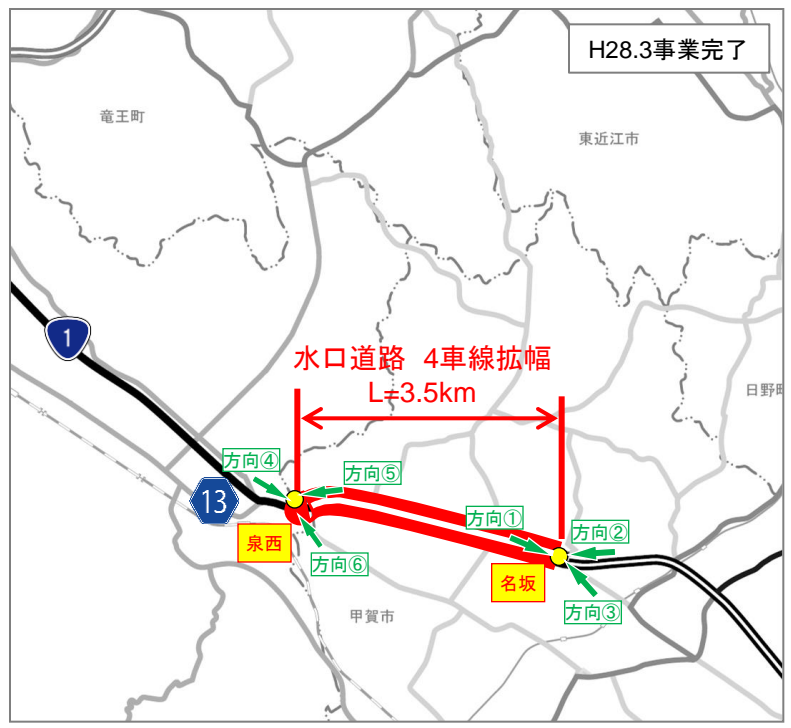 H28.3事業完了
竜王町
東近江市
1
水口道路 4車線拡幅
L=3.5km
日野町
方向④
方向⑤
13
方向①
方向②
泉西
方向⑥
名坂
方向③
甲賀市